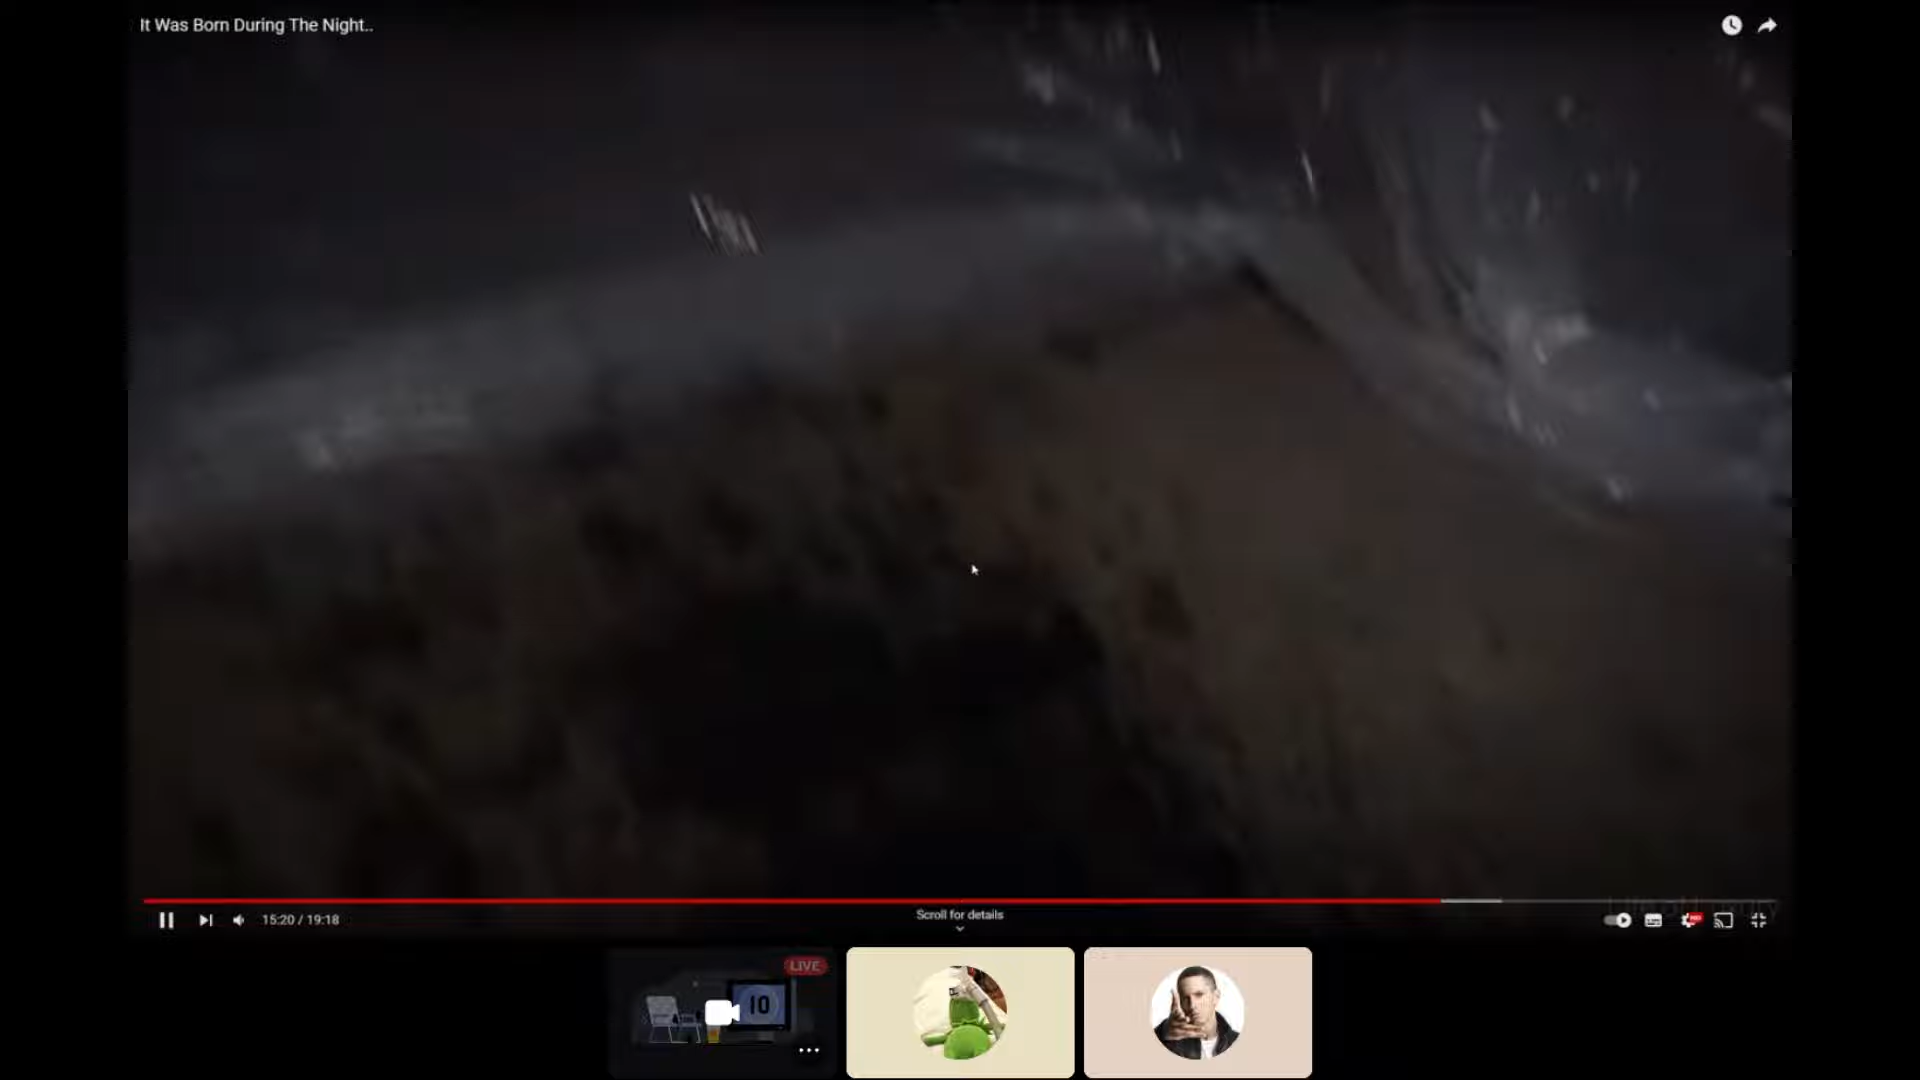 It Was Born During The Night..
15:20 / 19:18
Scroll for details
LIVE
10